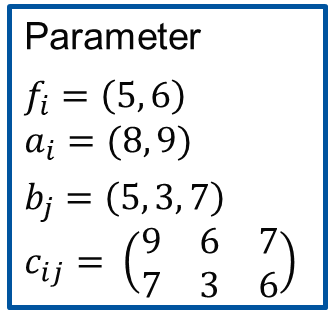 Parameter
f_i = (5, 6)
a_i = (8, 9)
b_j = (5, 3, 7)
c_ij = (9 6 7
7 3 6)